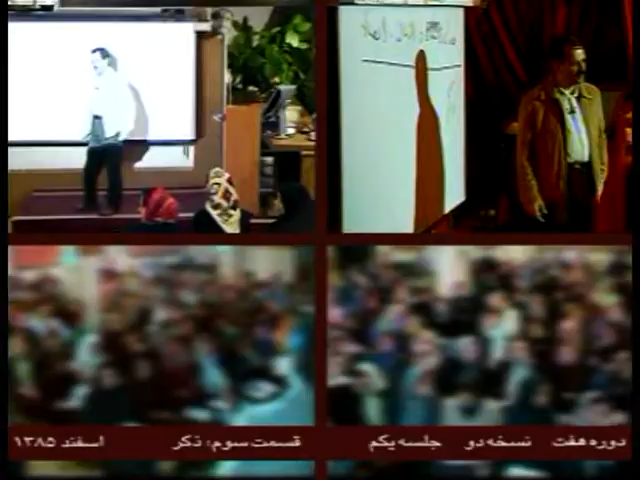 دوره هفت نسخه دو جلسه یکم قسمت سوم: ذکر اسفند ۱۳۸۵